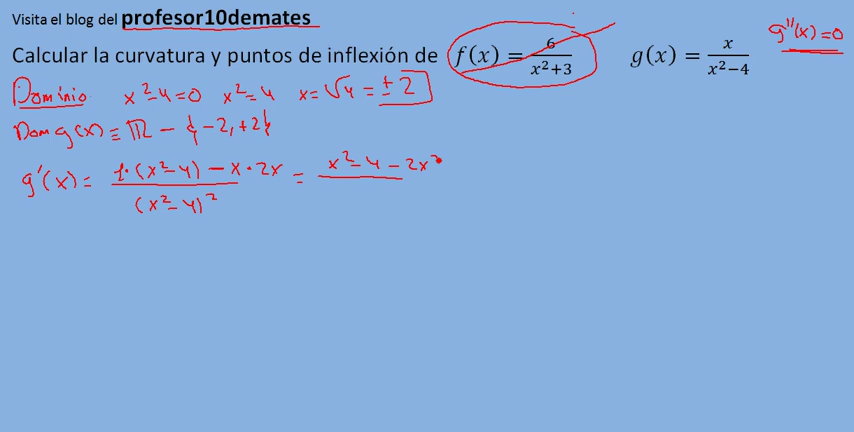 Visita el blog del profesor10demates
Calcular la curvatura y puntos de inflexión de f(x) = 6/(x²+3) g(x) = x/(x²−4) g''(x)=0
Dominio x²−4=0 x²=4 x=√4=±2
Dom g(x)= ℝ − {−2,+2}
g'(x) = (1·(x²−4) − x·2x)/(x²−4)² = x²−4−2x²